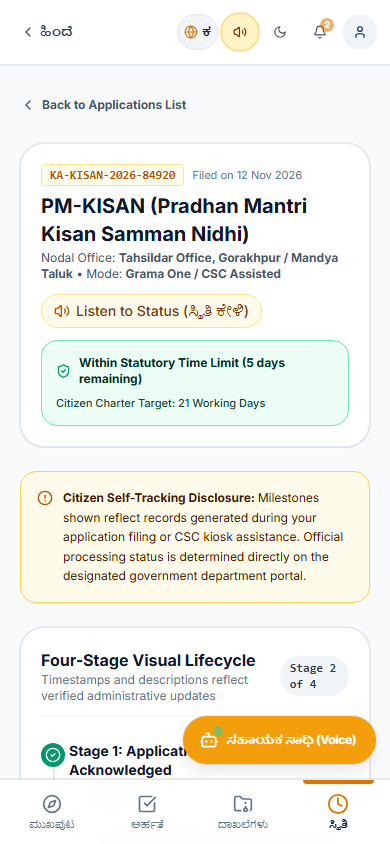 ಹಿಂದೆ
ಕ
2
Back to Applications List
KA-KISAN-2026-84920 Filed on 12 Nov 2026
PM-KISAN (Pradhan Mantri
Kisan Samman Nidhi)
Nodal Office: Tahsildar Office, Gorakhpur / Mandya
Taluk • Mode: Grama One / CSC Assisted
Listen to Status (ಸ್ಥಿತಿ ಕೇಳಿ)
Within Statutory Time Limit (5 days
remaining)
Citizen Charter Target: 21 Working Days
Citizen Self-Tracking Disclosure: Milestones
shown reflect records generated during your
application filing or CSC kiosk assistance. Official
processing status is determined directly on the
designated government department portal.
Four-Stage Visual Lifecycle
Timestamps and descriptions reflect
verified administrative updates
Stage 2
of 4
Stage 1:
Acknowledged
ಸಹಾಯಕ ಸಾಥಿ (Voice)
ಮುಖಪುಟ
ಅರ್ಹತೆ
ದಾಖಲೆಗಳು
ಸ್ಥಿತಿ